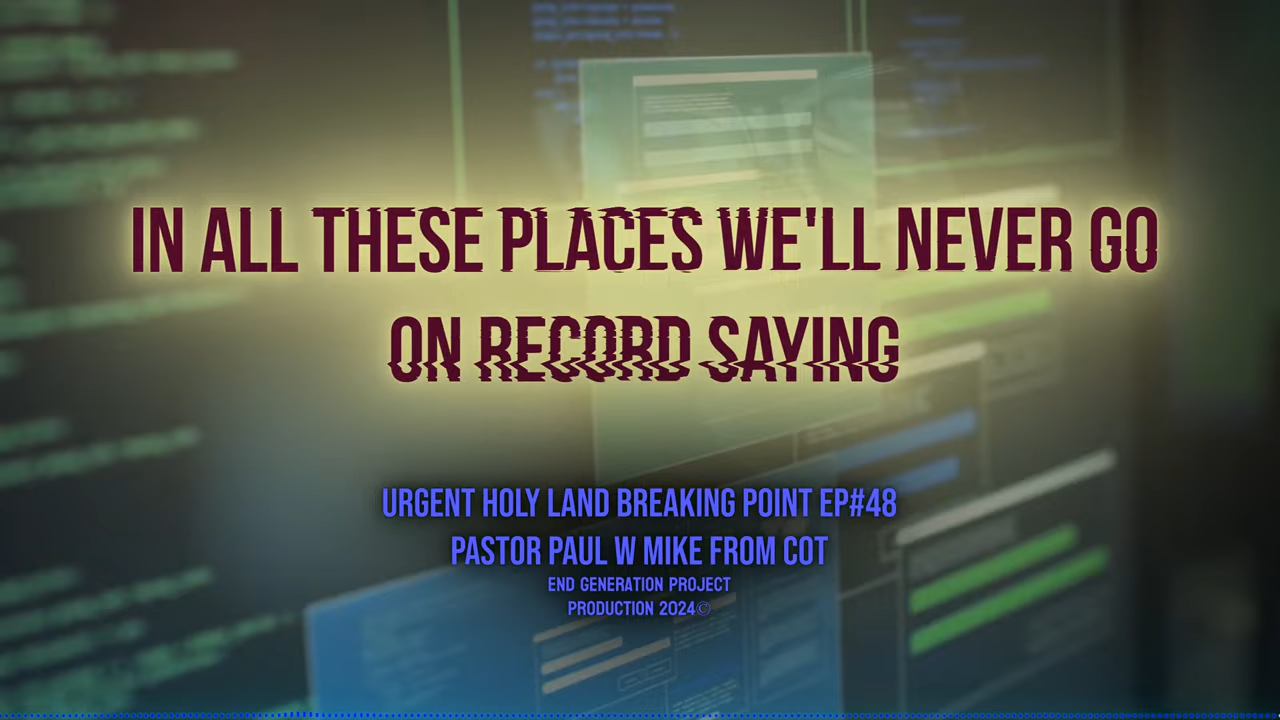 IN ALL THESE PLACES WE'LL NEVER GO
ON RECORD SAYING
URGENT HOLY LAND BREAKING POINT EP#48
PASTOR PAUL W MIKE FROM COT
END GENERATION PROJECT
PRODUCTION 2024©